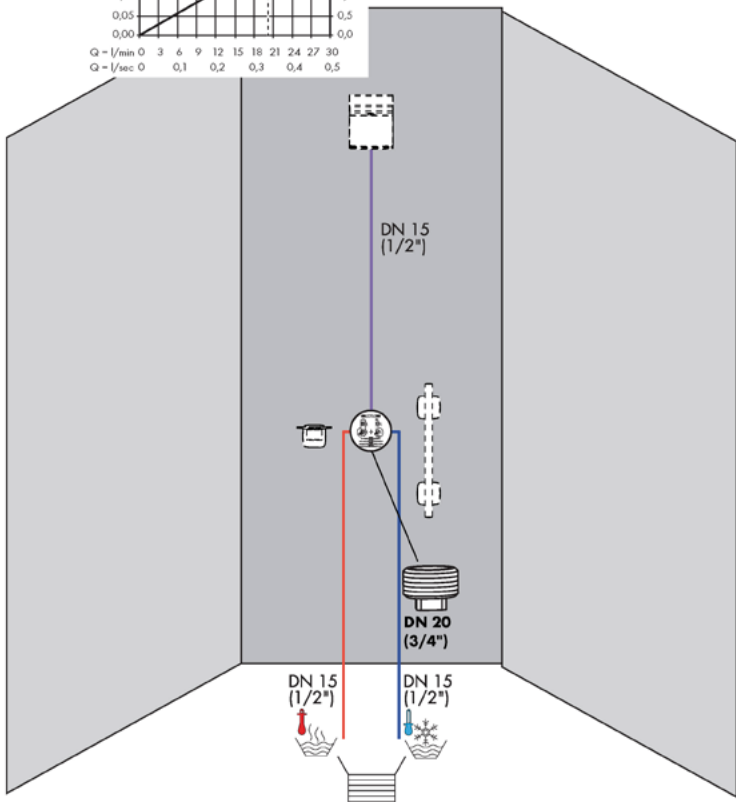 0,05 0,5
0,00 0,0
Q = l/min 0 3 6 9 12 15 18 21 24 27 30
Q = l/sec 0 0,1 0,2 0,3 0,4 0,5
DN 15
(1/2")
DN 20
(3/4")
DN 15
(1/2")
DN 15
(1/2")